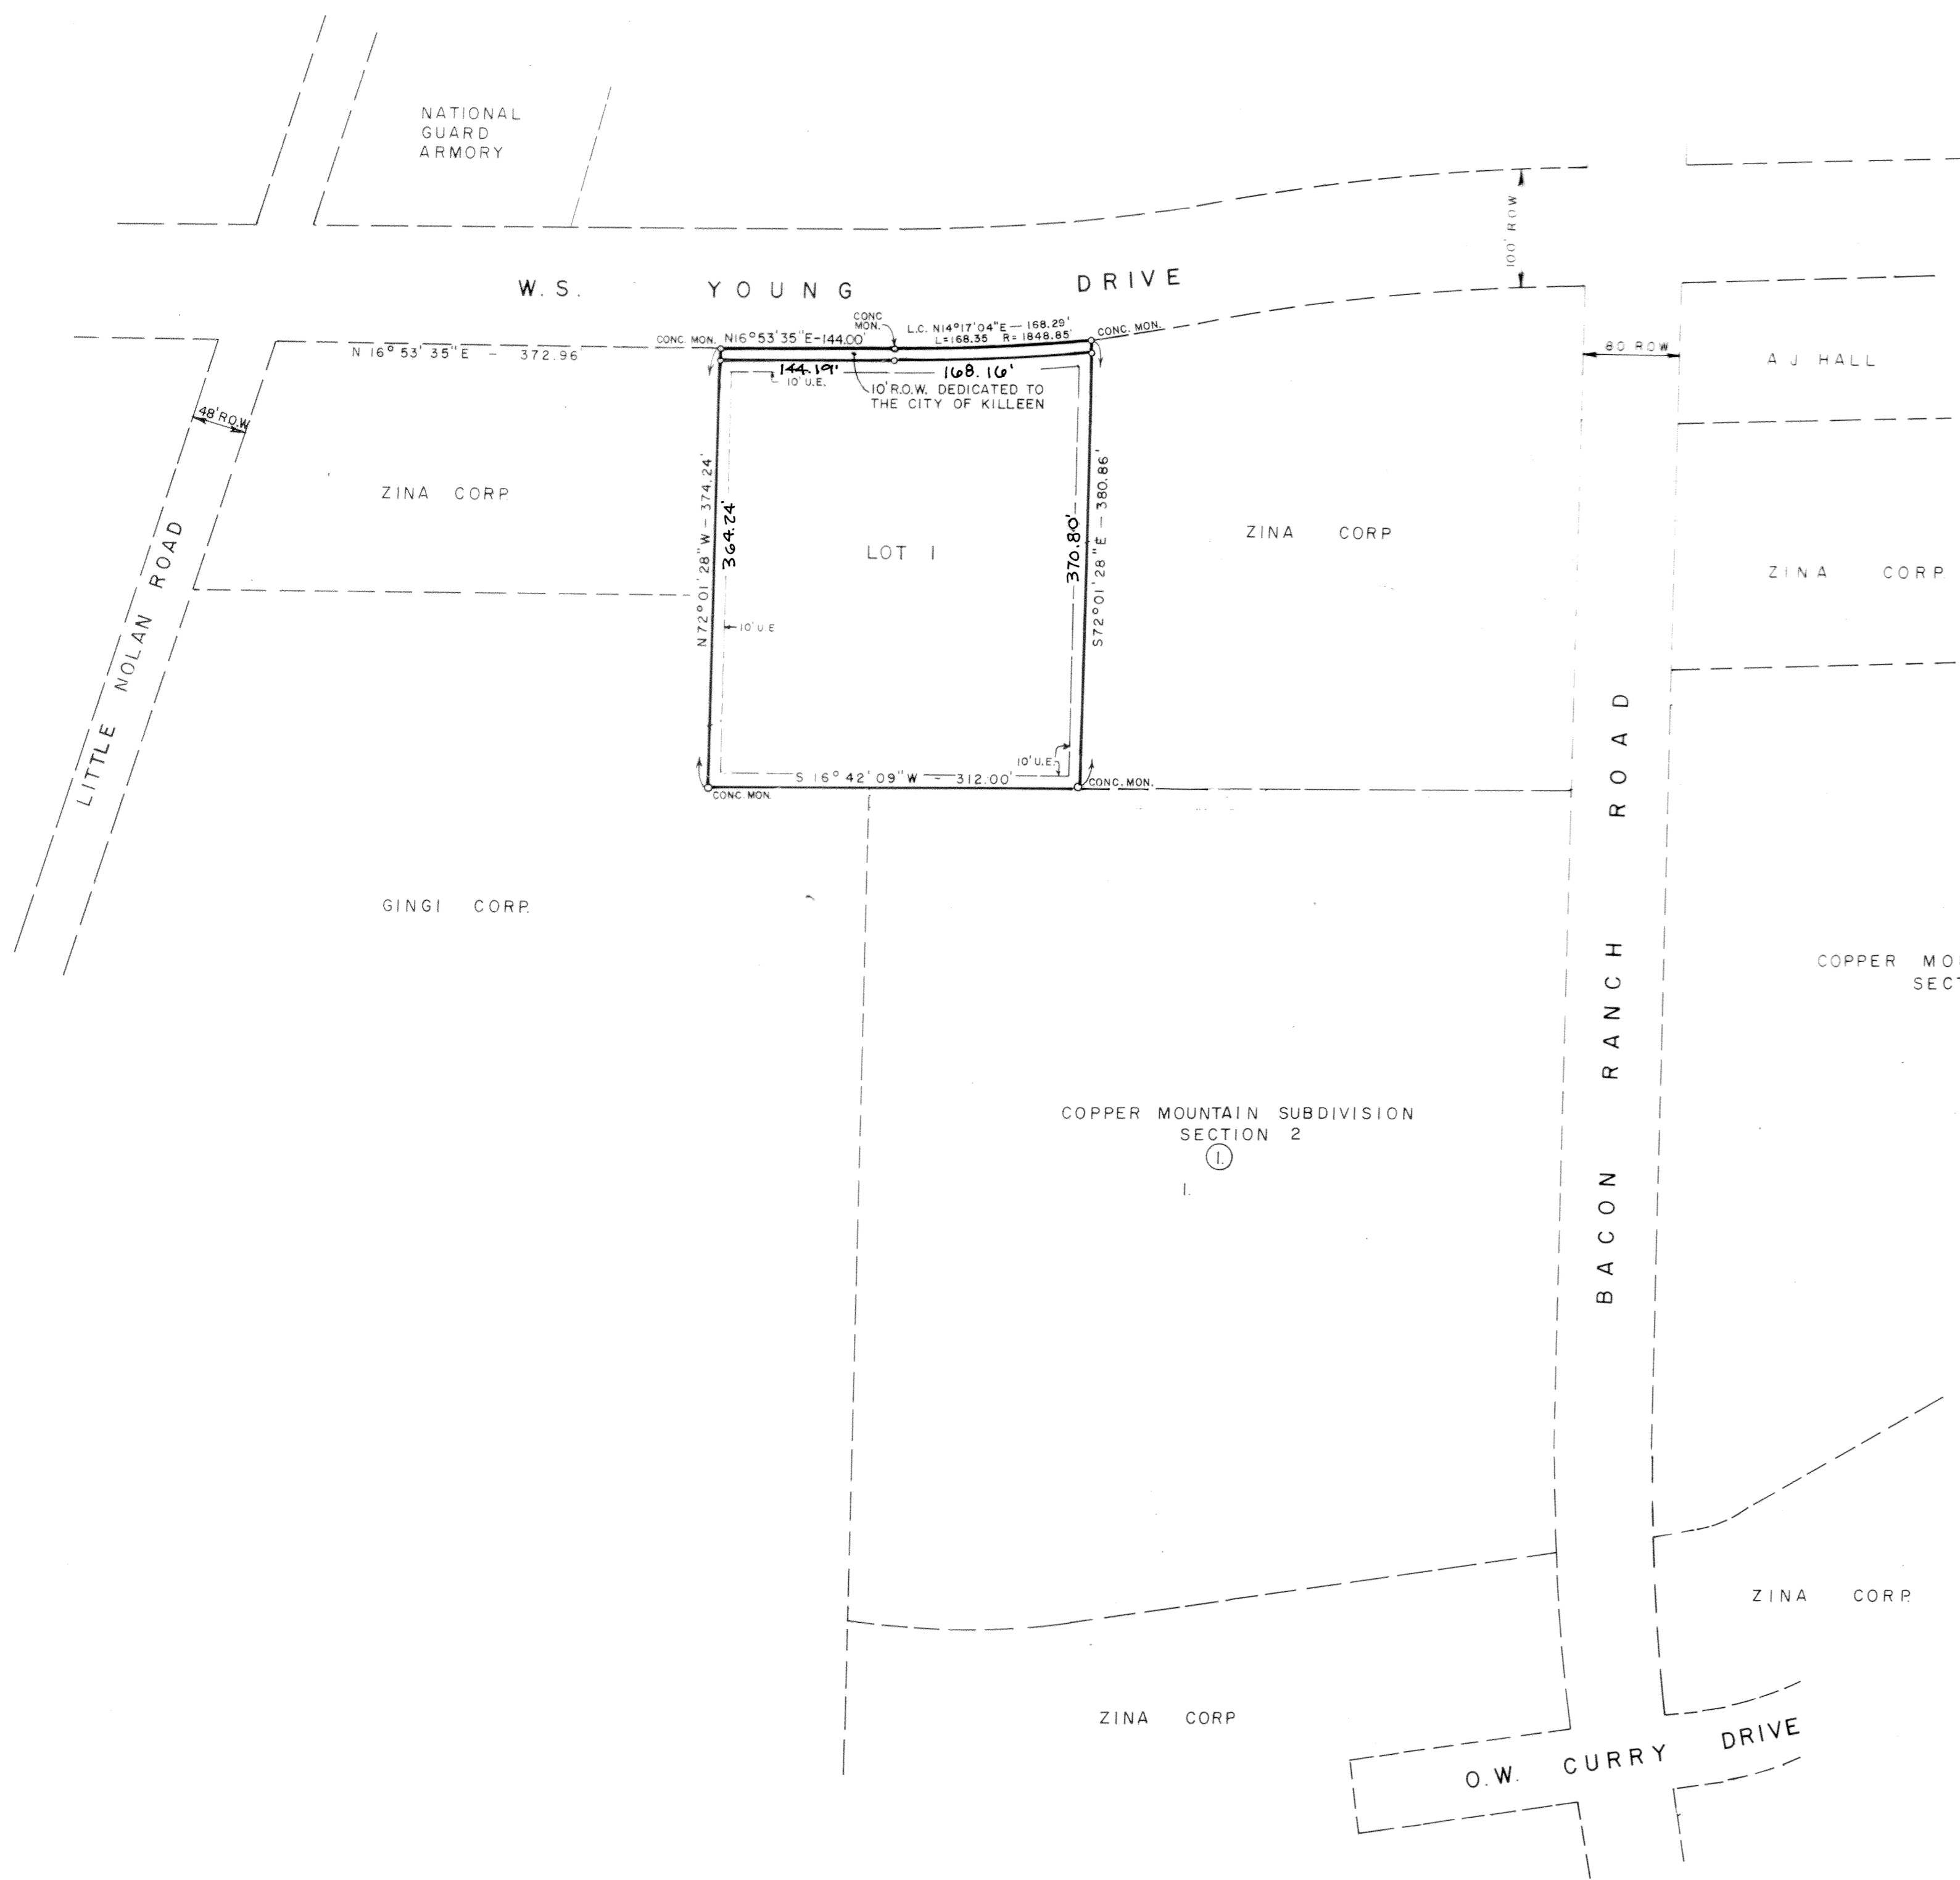 NATIONAL
GUARD
ARMORY
100' ROW
W. S. YOUNG DRIVE
CONC
MON.
L.C. N14°17'04"E — 168.29'
L=168.35 R= 1848.85'
CONC. MON.
CONC. MON.
N16°53'35"E-144.00'
N 16° 53' 35"E - 372.96
144.19'
168.16'
10' U.E.
10' R.O.W. DEDICATED TO
THE CITY OF KILLEEN
80 ROW
A J HALL
48' R.O.W
ZINA CORP
N 72° 01' 28" W - 374.24'
364.24'
LOT 1
370.80'
S72° 01' 28" E - 380.86'
ZINA CORP
ZINA CORP
LITTLE NOLAN ROAD
10' U.E
10' U.E.
S 16° 42' 09" W - 312.00'
CONC. MON.
CONC. MON.
BACON RANCH ROAD
GINGI CORP.
COPPER MO
SECT
COPPER MOUNTAIN SUBDIVISION
SECTION 2
1.
1.
ZINA CORP.
ZINA CORP
O.W. CURRY DRIVE